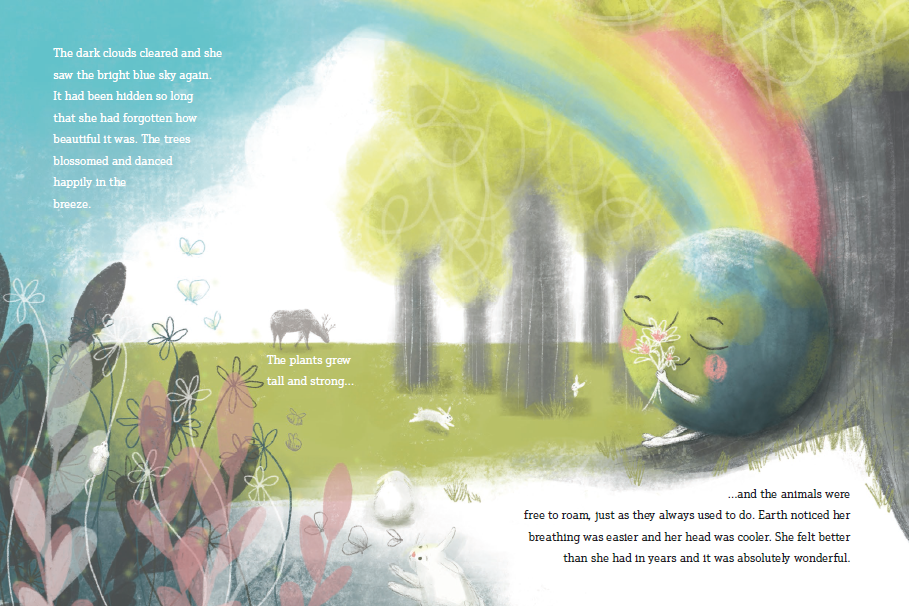 The dark clouds cleared and she
saw the bright blue sky again.
It had been hidden so long
that she had forgotten how
beautiful it was. The trees
blossomed and danced
happily in the
breeze.
The plants grew
tall and strong...
...and the animals were
free to roam, just as they always used to do. Earth noticed her
breathing was easier and her head was cooler. She felt better
than she had in years and it was absolutely wonderful.